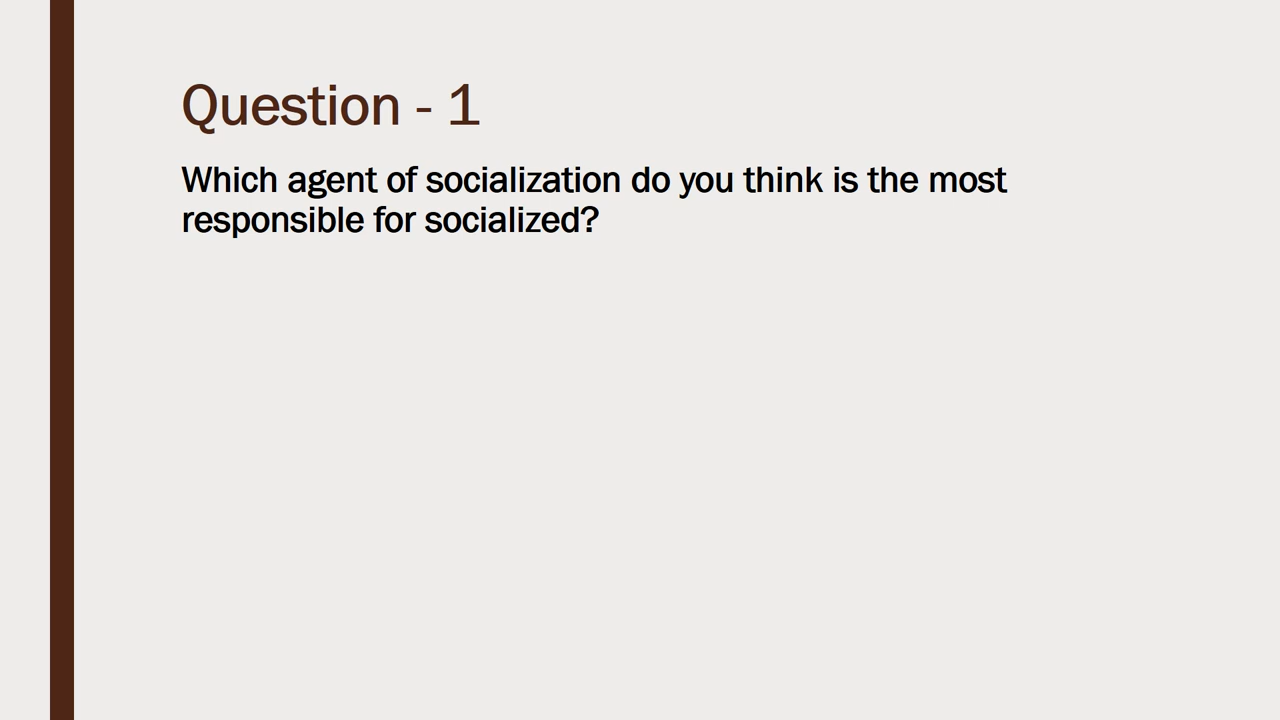 Question - 1
Which agent of socialization do you think is the most
responsible for socialized?